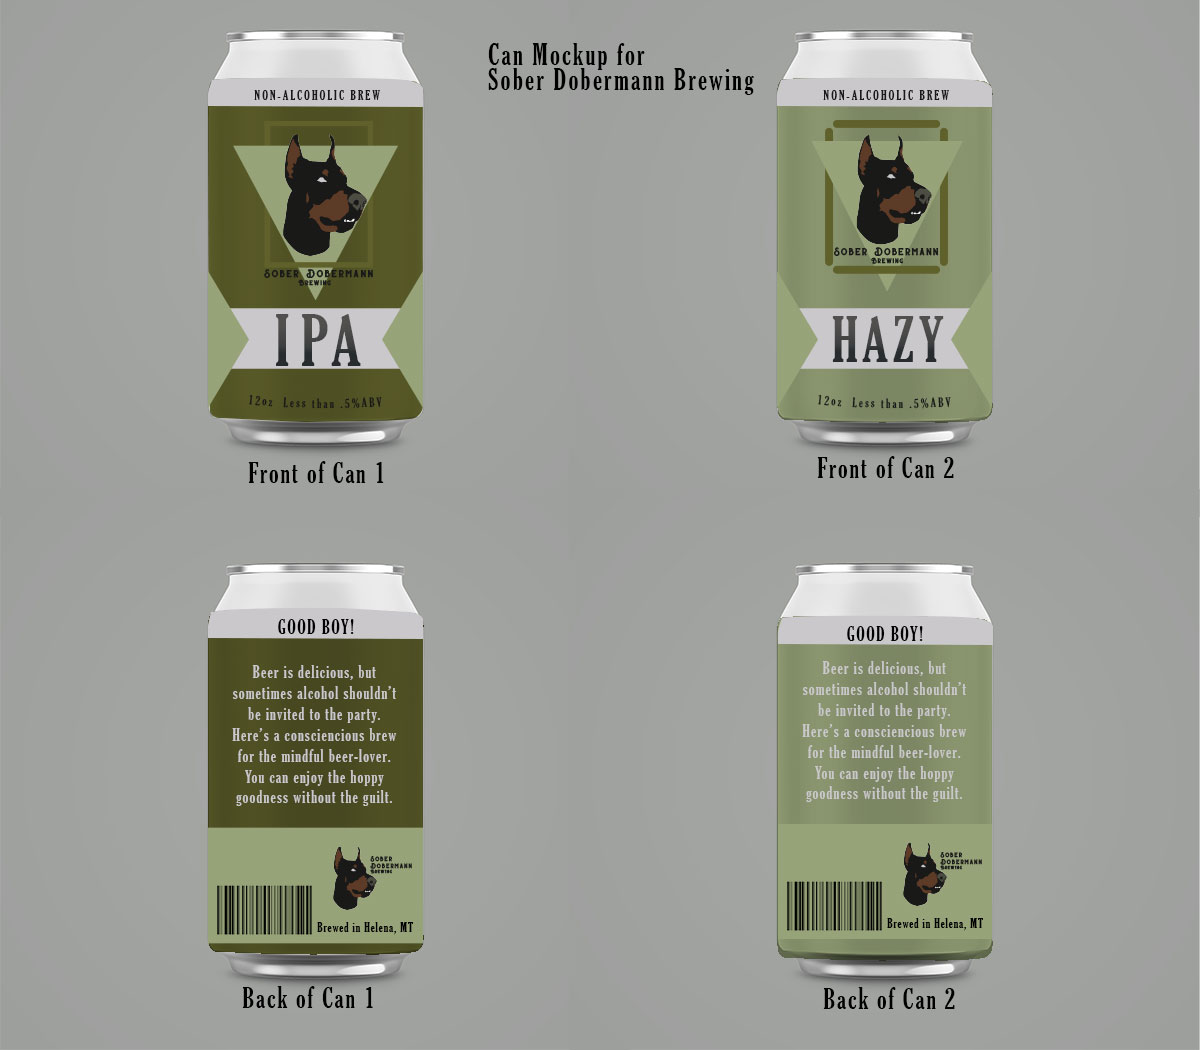 Can Mockup for
Sober Dobermann Brewing
NON-ALCOHOLIC BREW
SOBER DOBERMANN
BREWING
IPA
12oz Less than .5%ABV
Front of Can 1
NON-ALCOHOLIC BREW
SOBER DOBERMANN
BREWING
HAZY
12oz Less than .5%ABV
Front of Can 2
GOOD BOY!
Beer is delicious, but
sometimes alcohol shouldn't
be invited to the party.
Here's a consciencious brew
for the mindful beer-lover.
You can enjoy the hoppy
goodness without the guilt.
SOBER
DOBERMANN
BREWING
Brewed in Helena, MT
Back of Can 1
GOOD BOY!
Beer is delicious, but
sometimes alcohol shouldn't
be invited to the party.
Here's a consciencious brew
for the mindful beer-lover.
You can enjoy the hoppy
goodness without the guilt.
SOBER
DOBERMANN
BREWING
Brewed in Helena, MT
Back of Can 2